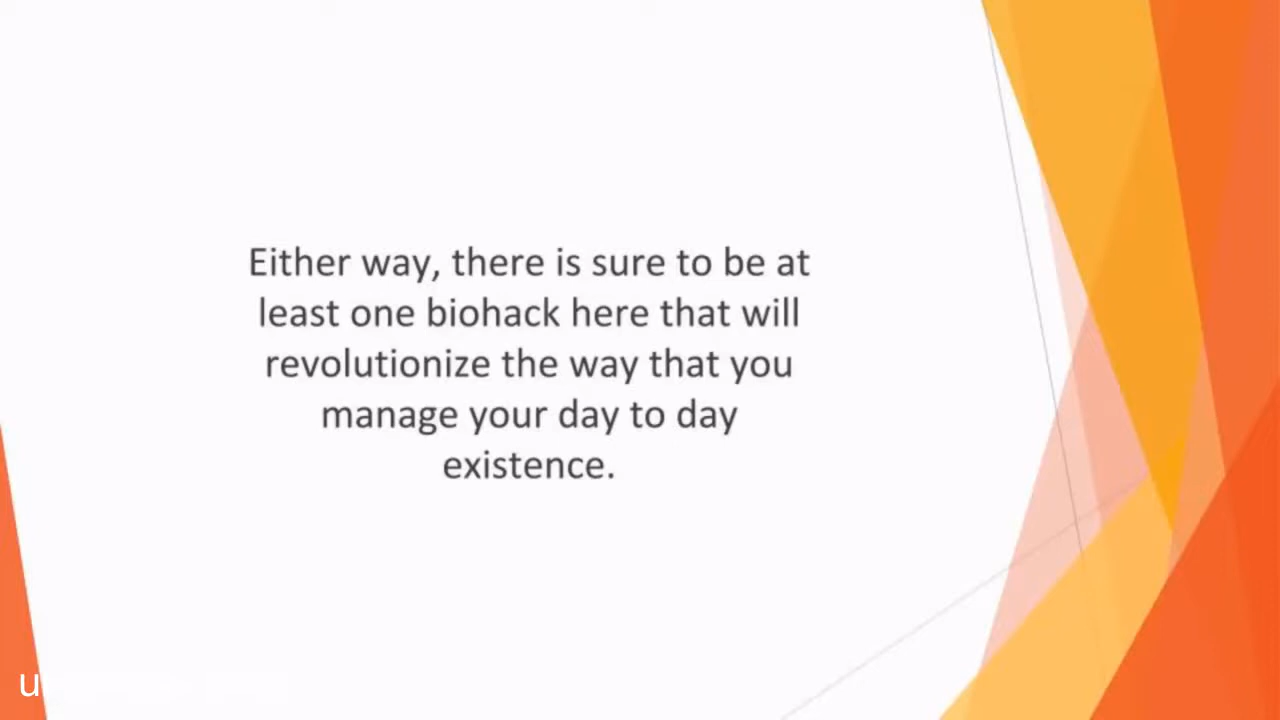 Either way, there is sure to be at
least one biohack here that will
revolutionize the way that you
manage your day to day
existence.